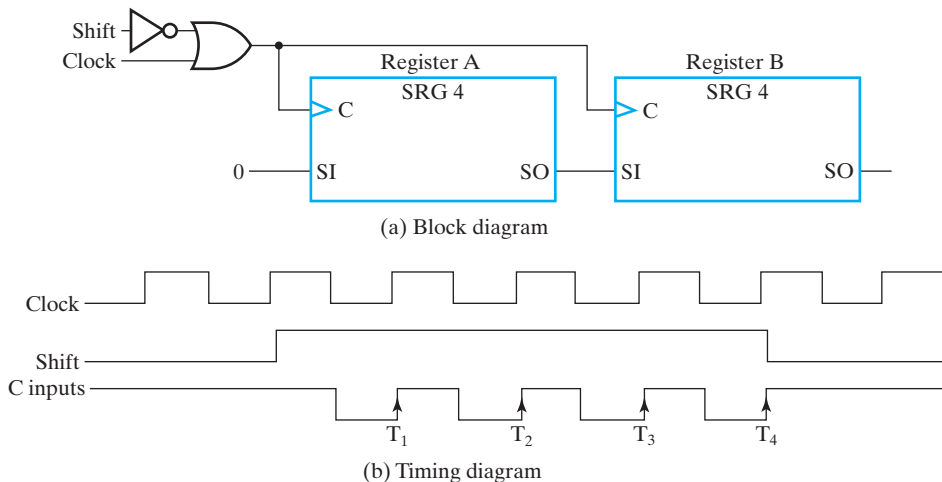 Shift
Clock
Register A
Register B
SRG 4
SRG 4
C
C
0
SI
SO
SI
SO
(a) Block diagram
Clock
Shift
C inputs
T1
T2
T3
T4
(b) Timing diagram